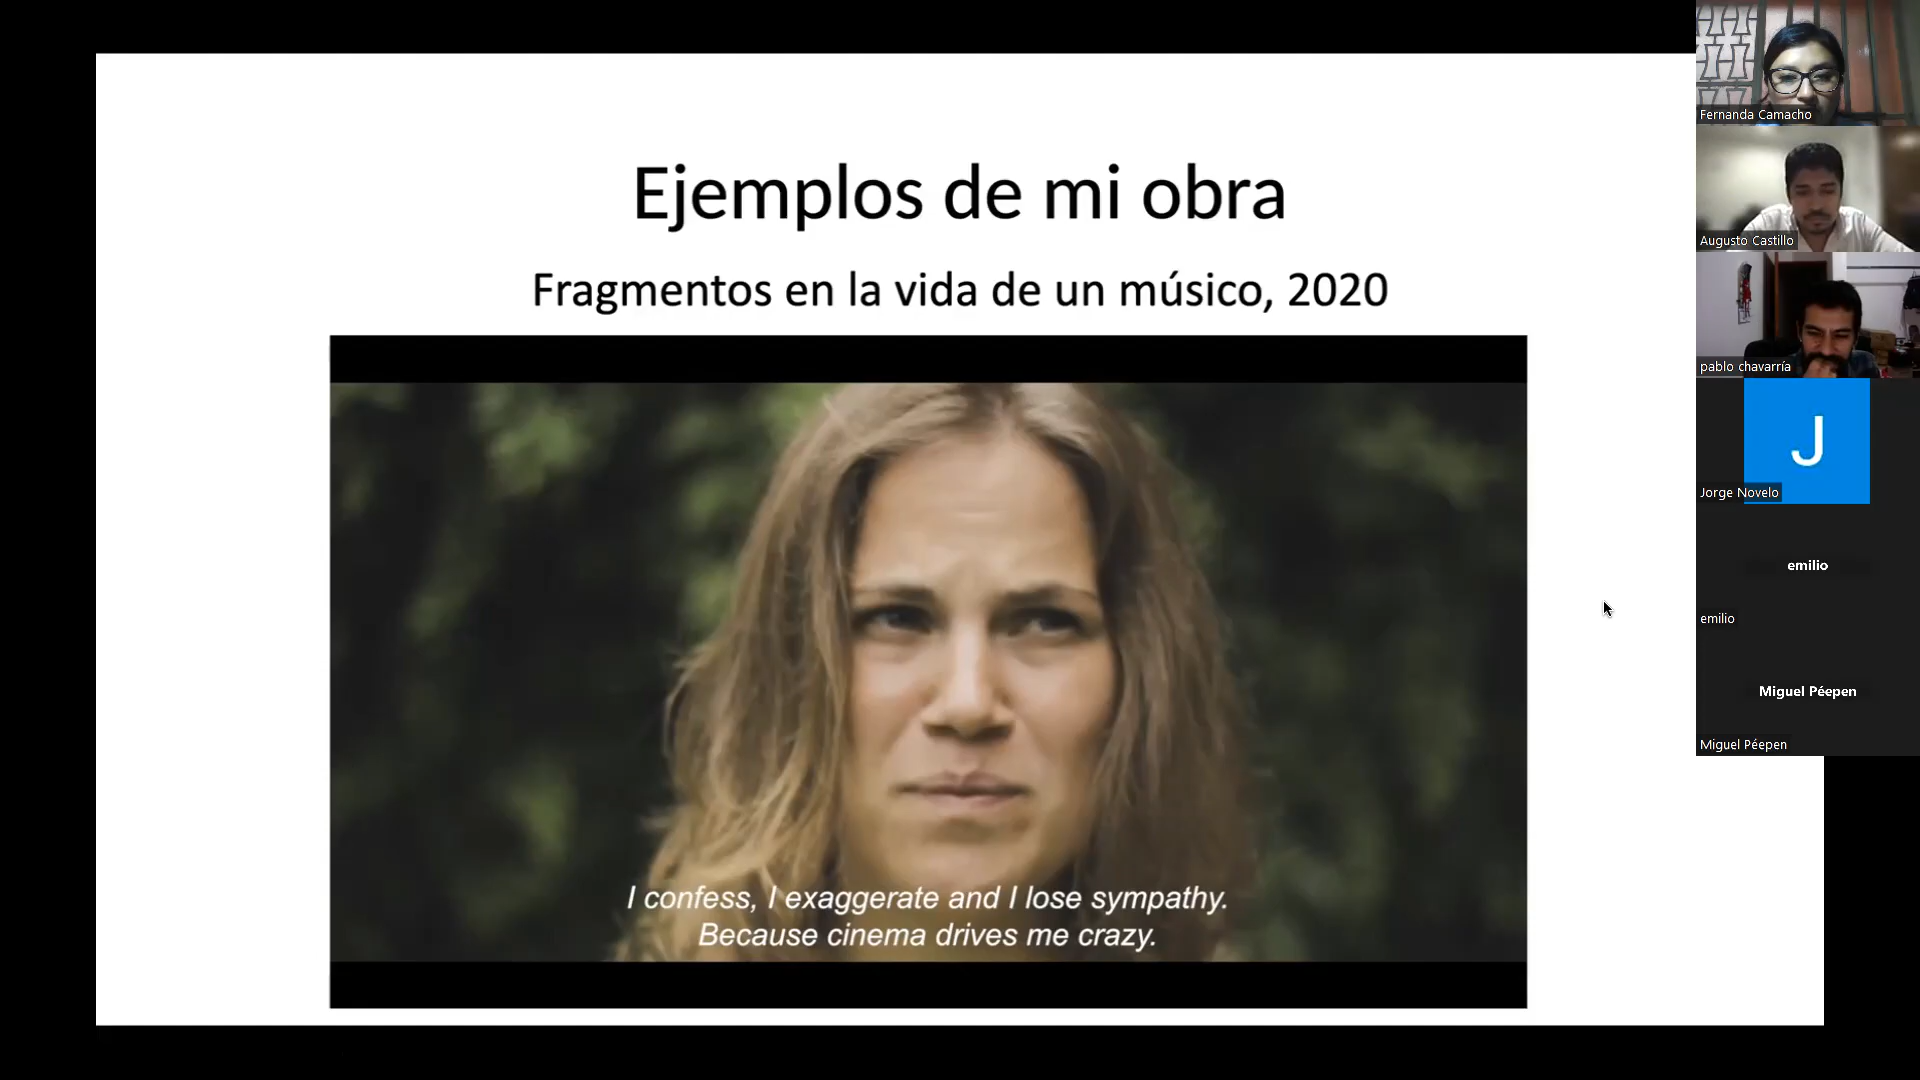 Ejemplos de mi obra
Fragmentos en la vida de un músico, 2020
I confess, I exaggerate and I lose sympathy.
Because cinema drives me crazy.
Fernanda Camacho
Augusto Castillo
pablo chavarría
J
Jorge Novelo
emilio
emilio
Miguel Péepen
Miguel Péepen